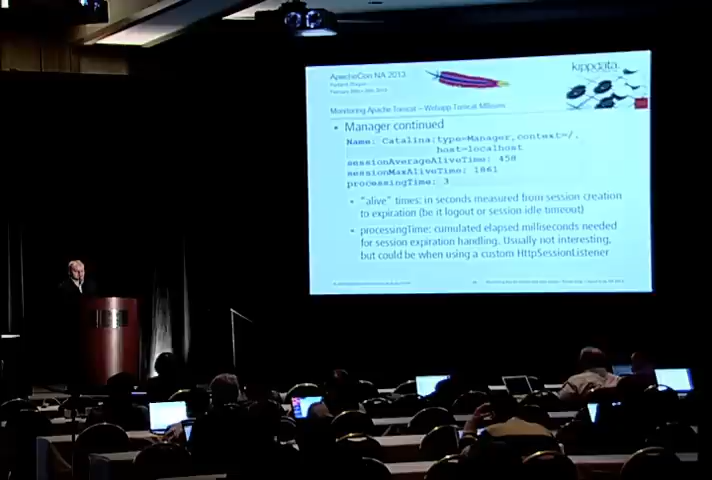 ApacheCon NA 2013
kippdata
Monitoring Apache Tomcat – Webapp Tomcat MBeans
• Manager continued
Name: Catalina:type=Manager,context=/,
host=localhost
sessionAverageAliveTime: 458
sessionMaxAliveTime: 1861
processingTime: 3
• "alive" times: in seconds measured from session creation
to expiration (be it logout or session idle timeout)
• processingTime: cumulated elapsed milliseconds needed
for session expiration handling. Usually not interesting,
but could be when using a custom HttpSessionListener